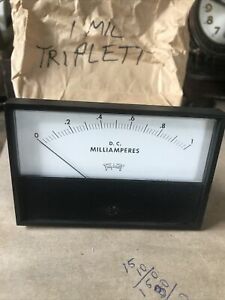 1 MIL
TRIPLETT
0 .2 .4 .6 .8 1
D. C.
MILLIAMPERES